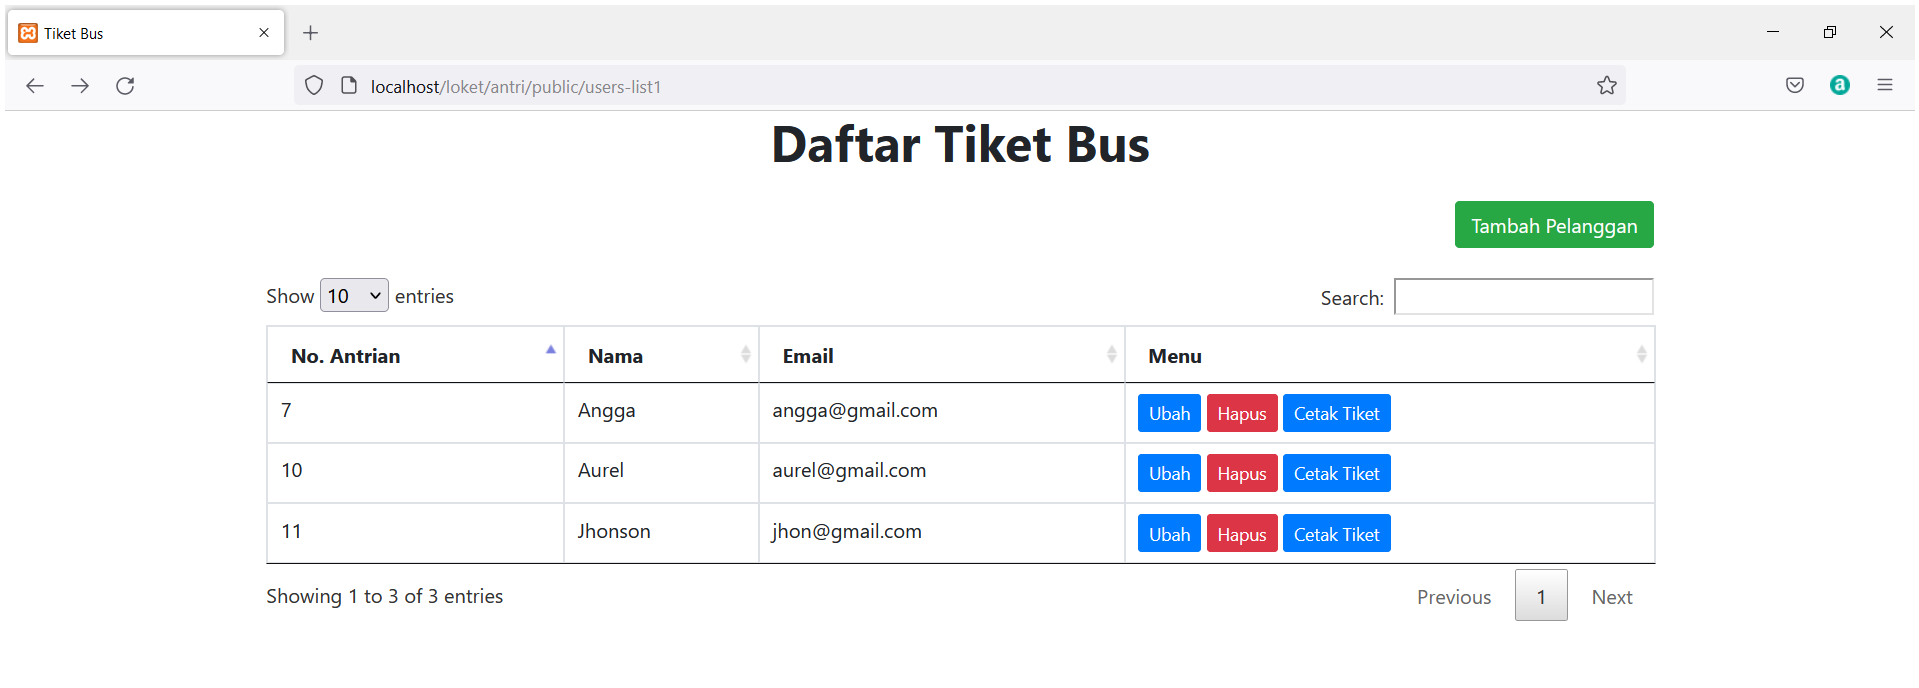 Tiket Bus
localhost/loket/antri/public/users-list1
Daftar Tiket Bus
Tambah Pelanggan
Show 10 entries Search:
No. Antrian Nama Email Menu
7 Angga angga@gmail.com Ubah Hapus Cetak Tiket
10 Aurel aurel@gmail.com Ubah Hapus Cetak Tiket
11 Jhonson jhon@gmail.com Ubah Hapus Cetak Tiket
Showing 1 to 3 of 3 entries Previous 1 Next